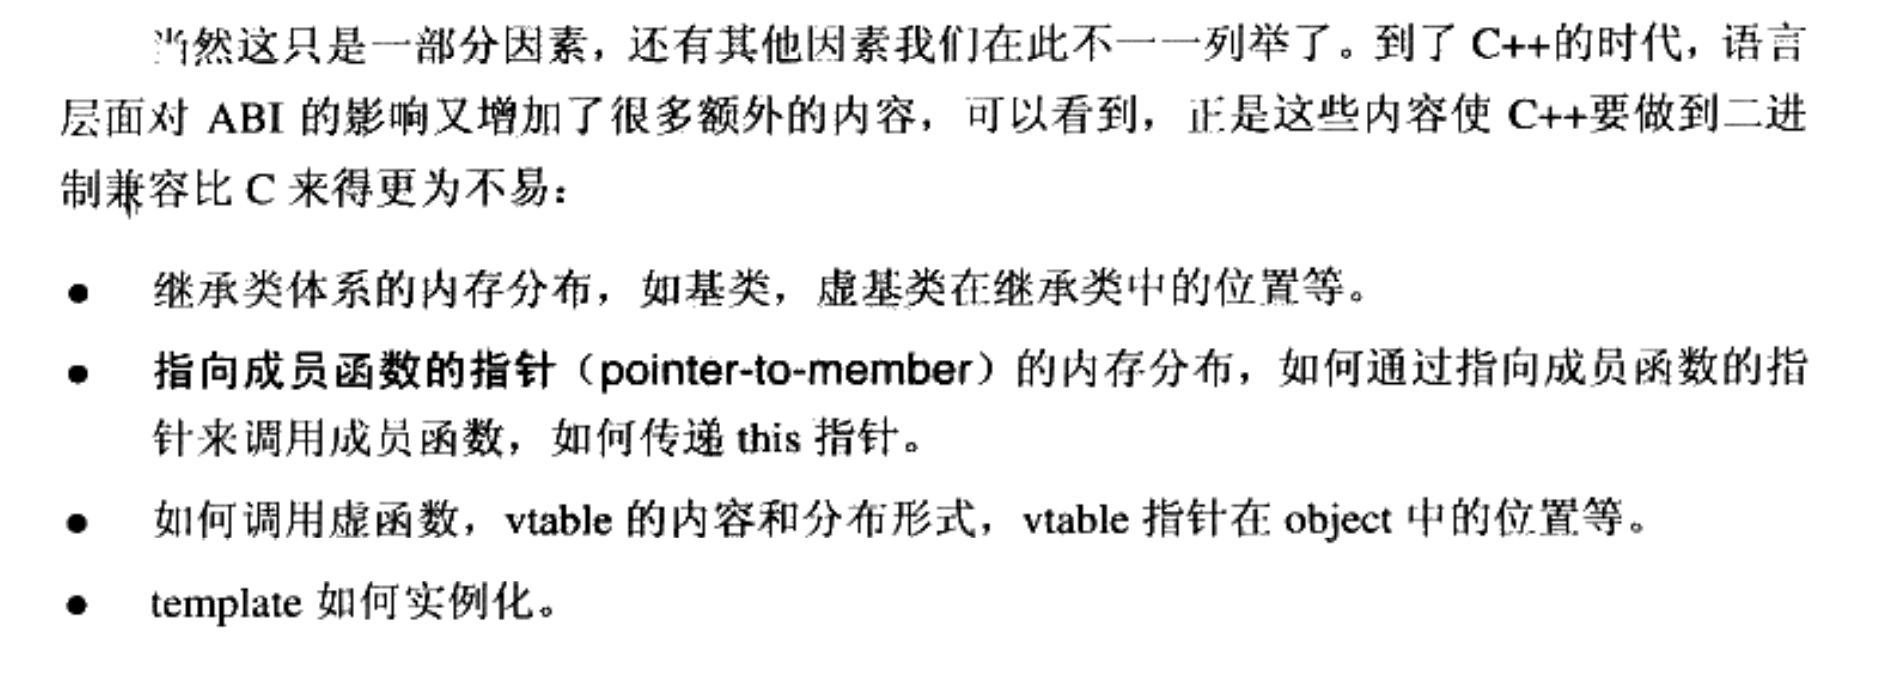 当然这只是一部分因素，还有其他因素我们在此不一一列举了。到了 C++的时代，语言
层面对 ABI 的影响又增加了很多额外的内容，可以看到，正是这些内容使 C++要做到二进
制兼容比 C 来得更为不易：
● 继承类体系的内存分布，如基类，虚基类在继承类中的位置等。
● 指向成员函数的指针（pointer-to-member）的内存分布，如何通过指向成员函数的指
针来调用成员函数，如何传递 this 指针。
● 如何调用虚函数，vtable 的内容和分布形式，vtable 指针在 object 中的位置等。
● template 如何实例化。